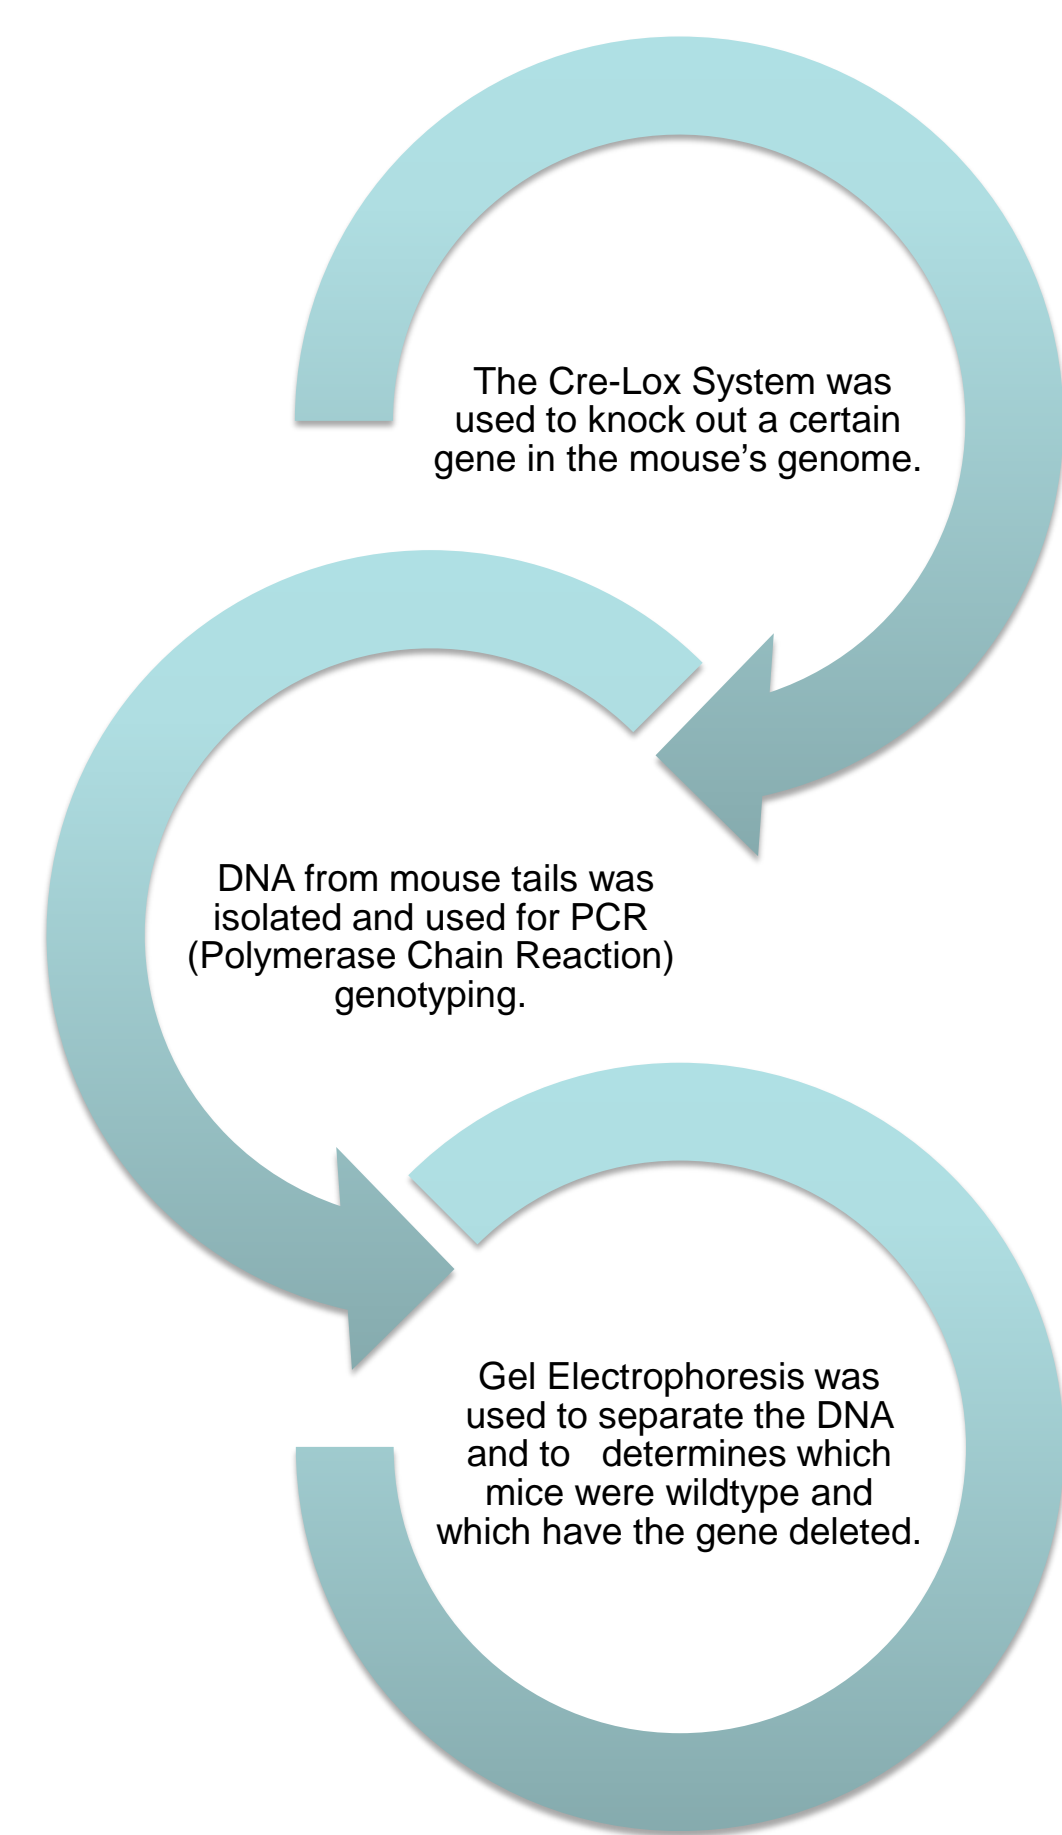 The Cre-Lox System was
used to knock out a certain
gene in the mouse’s genome.
DNA from mouse tails was
isolated and used for PCR
(Polymerase Chain Reaction)
genotyping.
Gel Electrophoresis was
used to separate the DNA
and to   determines which
mice were wildtype and
which have the gene deleted.